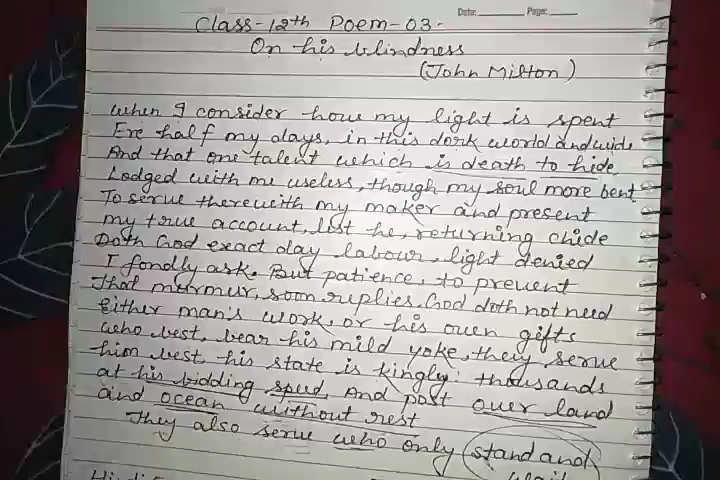 Date: Page:
Class-12th Poem-03-
On his blindness
(John Milton)
when I consider how my light is spent
Ere half my days, in this dork world and wide
And that one talent which is death to hide
Lodged with me useless, though my soul more bent
To serve therewith my maker and present
my true account, lest he, returning chide
Doth God exact day labour, light denied
I fondly ask. But patience, to prevent
that murmur, soon replies. God doth not need
Either man's work, or his own gifts
who best, bear his mild yoke, they serve
him best his state is kingly: thousands
at his bidding speed, And post over land
and ocean without rest
They also serve who only stand and
wait